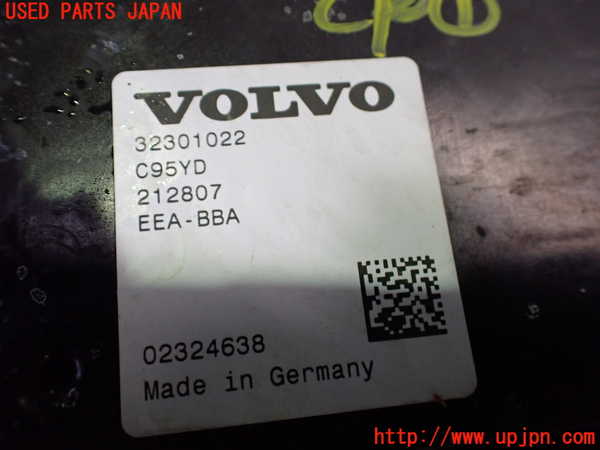 USED PARTS JAPAN
VOLVO
32301022
C95YD
212807
EEA-BBA
02324638
Made in Germany
http://www.upjpn.com/